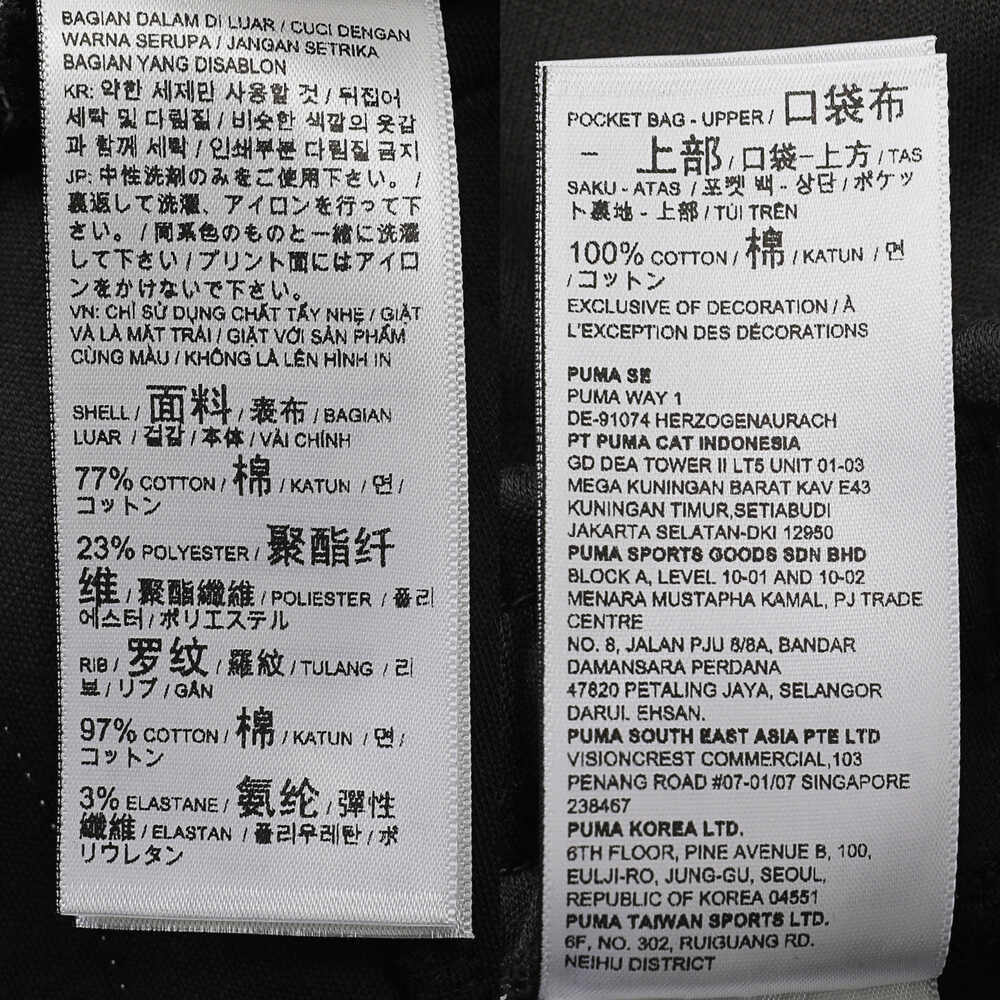 BAGIAN DALAM DI LUAR / CUCI DENGAN
WARNA SERUPA / JANGAN SETRIKA
BAGIAN YANG DISABLON
KR: 약한 세제만 사용할 것 / 뒤집어
세탁 및 다림질 / 비슷한 색깔의 옷감
과 함께 세탁 / 인쇄부분 다림질 금지
JP: 中性洗剤のみをご使用下さい。 /
裏返して洗濯、アイロンを行って下
さい。 / 同系色のものと一緒に洗濯
して下さい / プリント面にはアイロ
ンをかけないで下さい。
VN: CHỈ SỬ DỤNG CHẤT TẨY NHẸ / GIẶT
VÀ LÀ MẶT TRÁI / GIẶT VỚI SẢN PHẨM
CÙNG MÀU / KHÔNG LÀ LÊN HÌNH IN
SHELL / 面料 / 表布 / BAGIAN
LUAR / 겉감 / 本体 / VẢI CHÍNH
77% COTTON / 棉 / KATUN / 면 /
コットン
23% POLYESTER / 聚酯纤
维 / 聚酯纖維 / POLIESTER / 폴리
에스터 / ポリエステル
RIB / 罗纹 / 羅紋 / TULANG / 리
브 / リブ / GÂN
97% COTTON / 棉 / KATUN / 면 /
コットン
3% ELASTANE / 氨纶 / 彈性
纖維 / ELASTAN / 폴리우레탄 / ポ
リウレタン
POCKET BAG - UPPER / 口袋布
- 上部 / 口袋-上方 / TAS
SAKU - ATAS / 포켓 백 - 상단 / ポケッ
ト裏地 - 上部 / TÚI TRÊN
100% COTTON / 棉 / KATUN / 면
/ コットン
EXCLUSIVE OF DECORATION / À
L'EXCEPTION DES DÉCORATIONS
PUMA SE
PUMA WAY 1
DE-91074 HERZOGENAURACH
PT PUMA CAT INDONESIA
GD DEA TOWER II LT5 UNIT 01-03
MEGA KUNINGAN BARAT KAV E43
KUNINGAN TIMUR,SETIABUDI
JAKARTA SELATAN-DKI 12950
PUMA SPORTS GOODS SDN BHD
BLOCK A, LEVEL 10-01 AND 10-02
MENARA MUSTAPHA KAMAL, PJ TRADE
CENTRE
NO. 8, JALAN PJU 8/8A, BANDAR
DAMANSARA PERDANA
47820 PETALING JAYA, SELANGOR
DARUL EHSAN.
PUMA SOUTH EAST ASIA PTE LTD
VISIONCREST COMMERCIAL,103
PENANG ROAD #07-01/07 SINGAPORE
238467
PUMA KOREA LTD.
6TH FLOOR, PINE AVENUE B, 100,
EULJI-RO, JUNG-GU, SEOUL,
REPUBLIC OF KOREA 04551
PUMA TAIWAN SPORTS LTD.
6F, NO. 302, RUIGUANG RD.
NEIHU DISTRICT